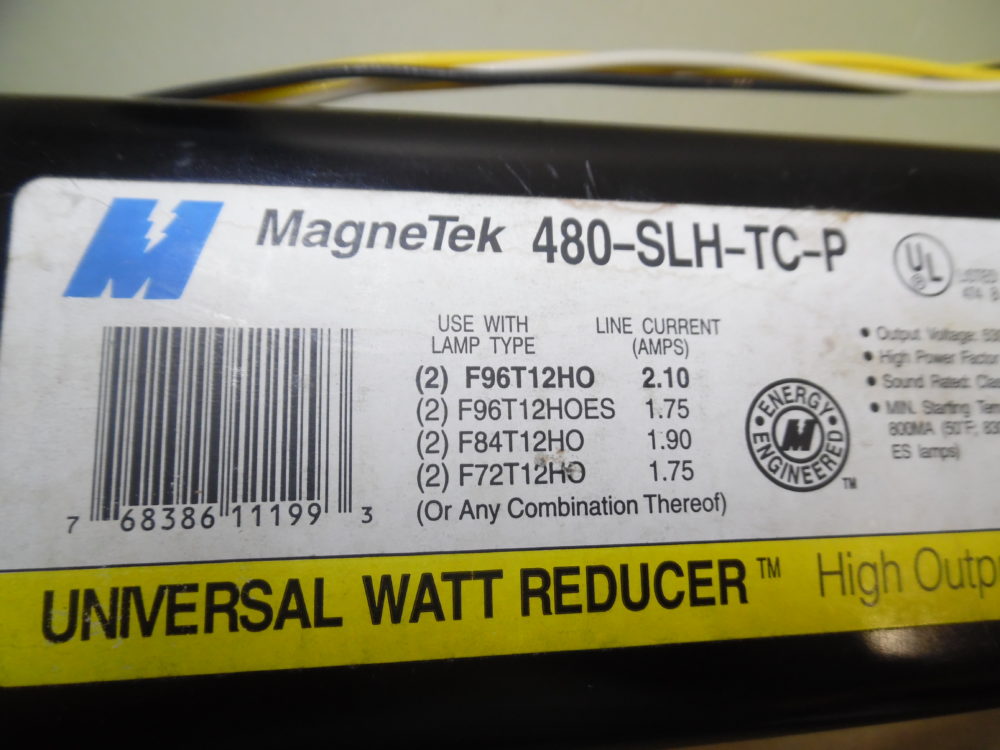 MagneTek 480-SLH-TC-P
UL
®
LISTED
USE WITH LAMP TYPE LINE CURRENT (AMPS)
(2) F96T12HO 2.10
(2) F96T12HOES 1.75
(2) F84T12HO 1.90
(2) F72T12HO 1.75
(Or Any Combination Thereof)
7 68386 11199 3
ENERGY ENGINEERED
TM
• Output Voltage:
• High Power Factor
• Sound Rated:
• MIN. Starting
800MA (50°F;
ES lamps)
UNIVERSAL WATT REDUCER™ High